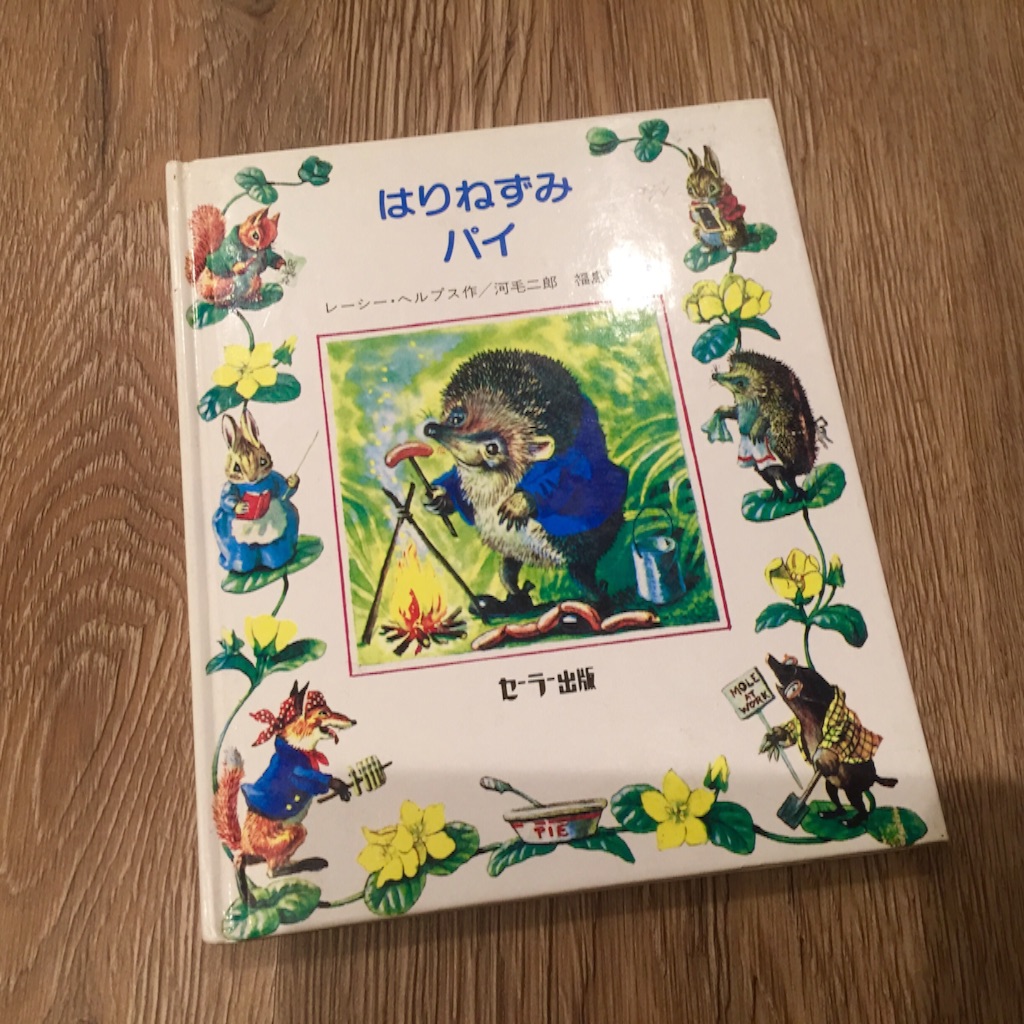 はりねずみ
パイ
レーシー・ヘルプス作／河毛二郎
セーラー出版
MOLE
AT
WORK
PIE